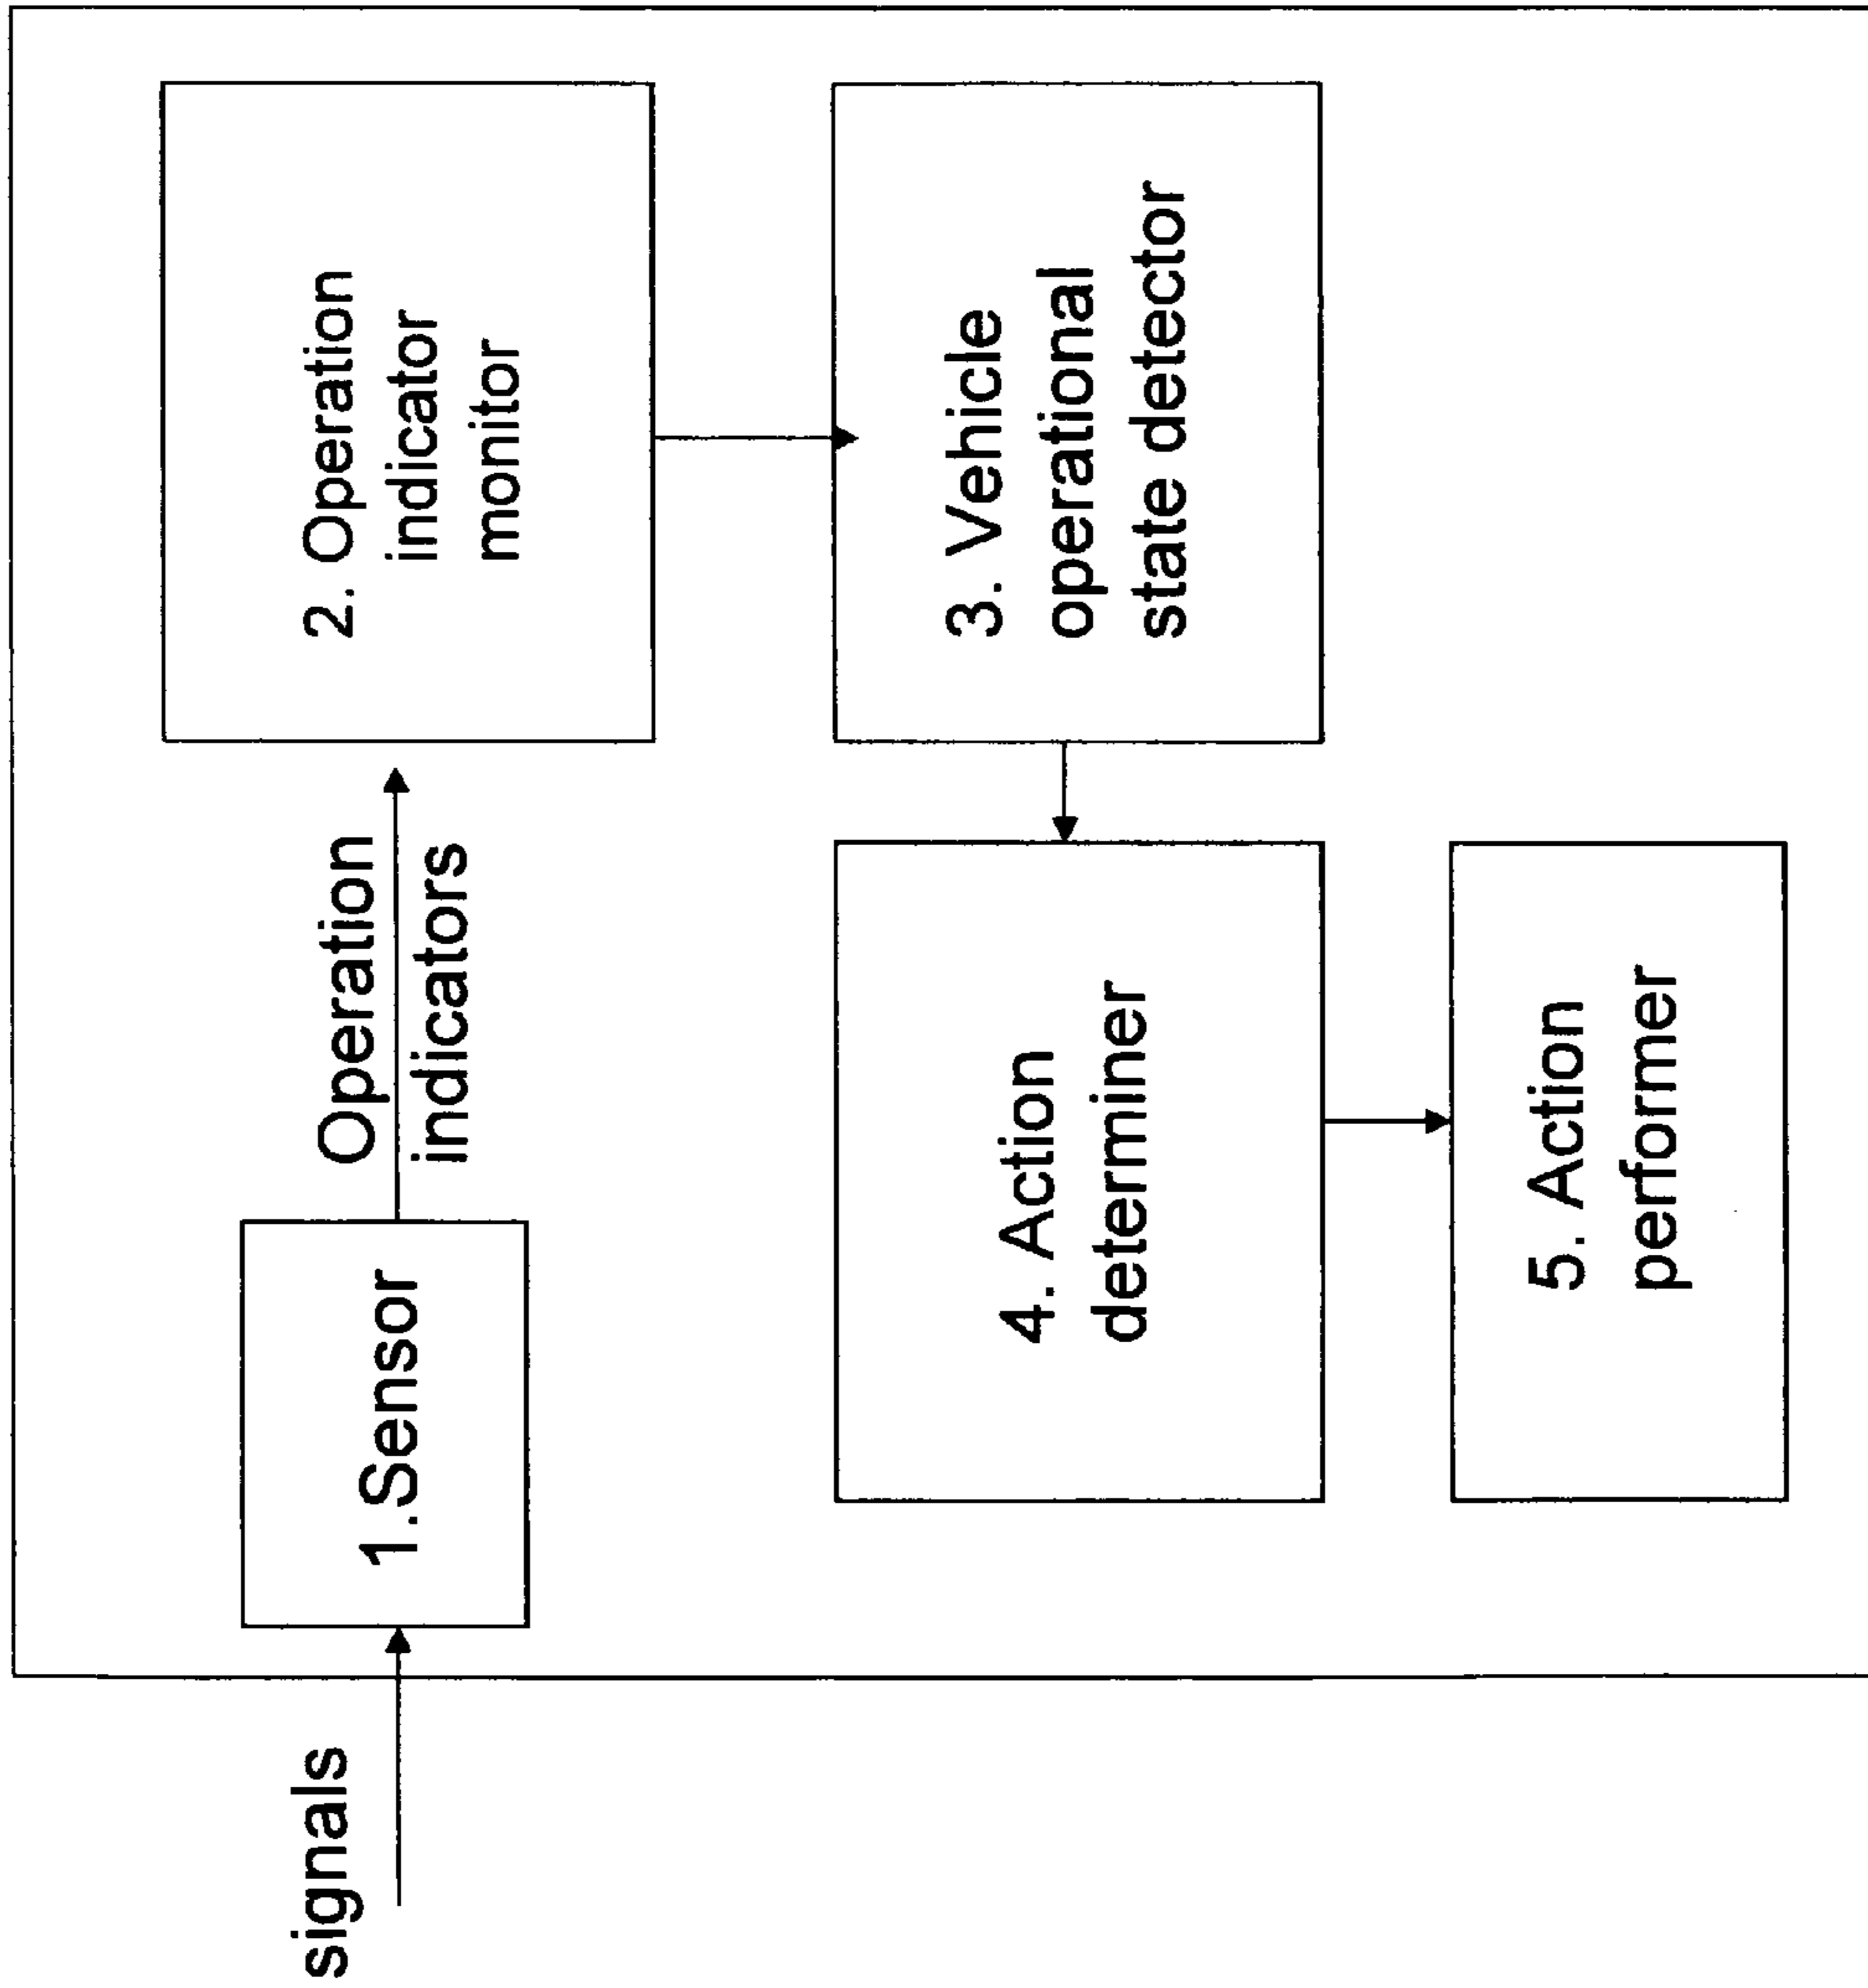 signals
1.Sensor
Operation
indicators
2. Operation
indicator
monitor
3. Vehicle
operational
state detector
4. Action
determiner
5. Action
performer